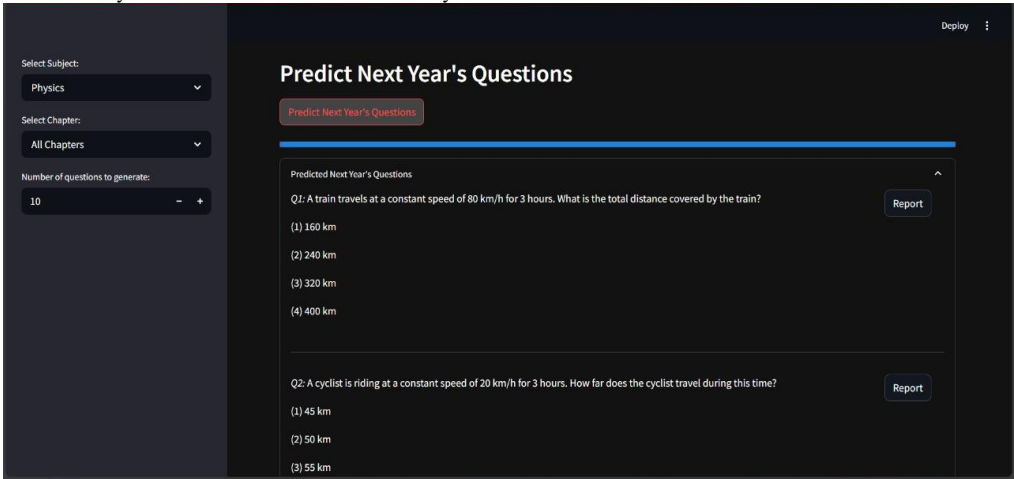 Deploy
Select Subject:
Physics
Select Chapter:
All Chapters
Number of questions to generate:
10
Predict Next Year's Questions
Predict Next Year's Questions
Predicted Next Year's Questions
Q1: A train travels at a constant speed of 80 km/h for 3 hours. What is the total distance covered by the train?
Report
(1) 160 km
(2) 240 km
(3) 320 km
(4) 400 km
Q2: A cyclist is riding at a constant speed of 20 km/h for 3 hours. How far does the cyclist travel during this time?
Report
(1) 45 km
(2) 50 km
(3) 55 km